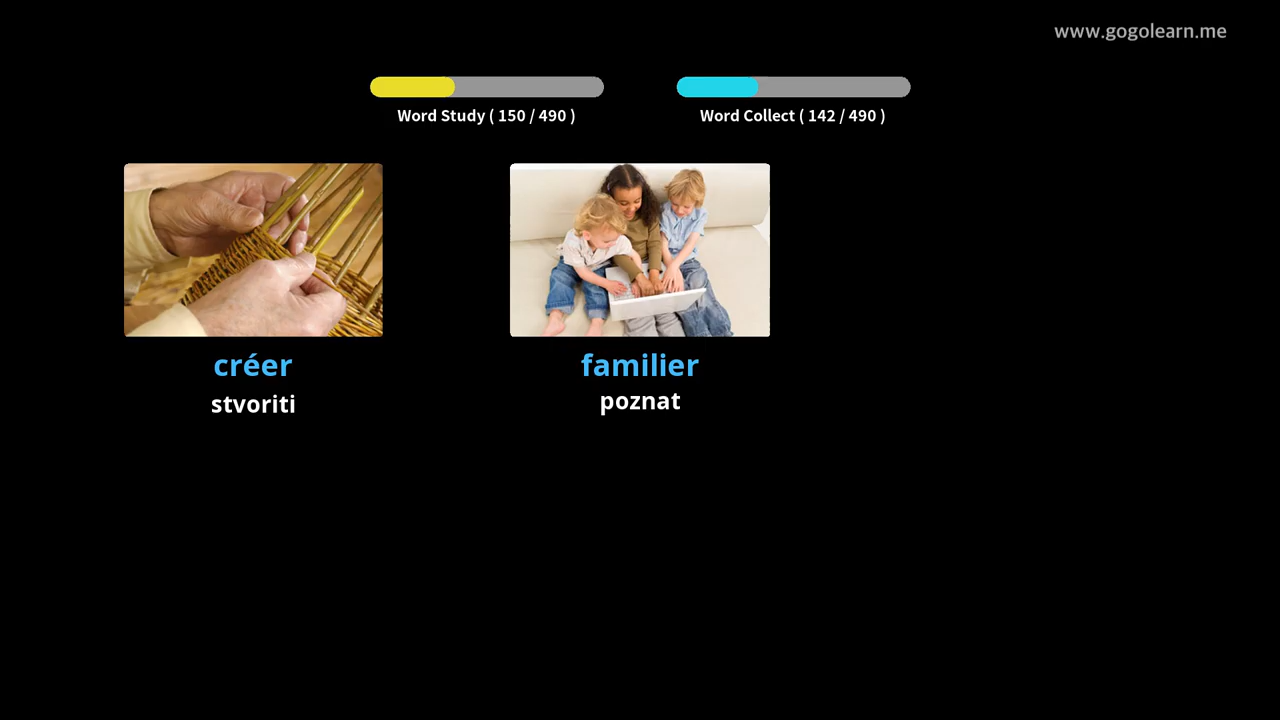 www.gogolearn.me
Word Study ( 150 / 490 )
Word Collect ( 142 / 490 )
créer
stvoriti
familier
poznat